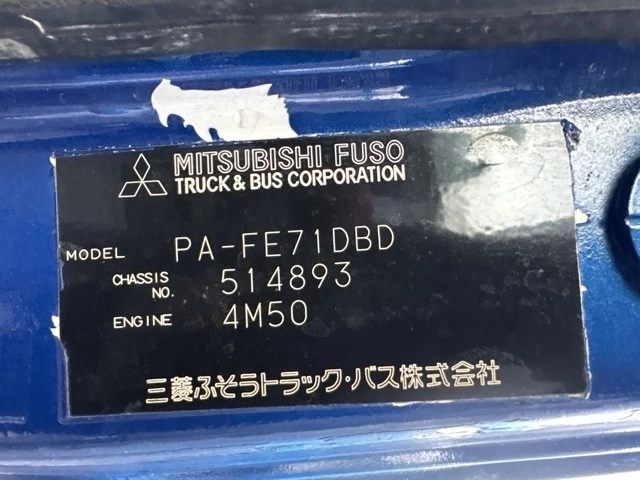 MITSUBISHI FUSO
TRUCK & BUS CORPORATION
MODEL PA-FE71DBD
CHASSIS NO. 514893
ENGINE 4M50
三菱ふそうトラック・バス株式会社